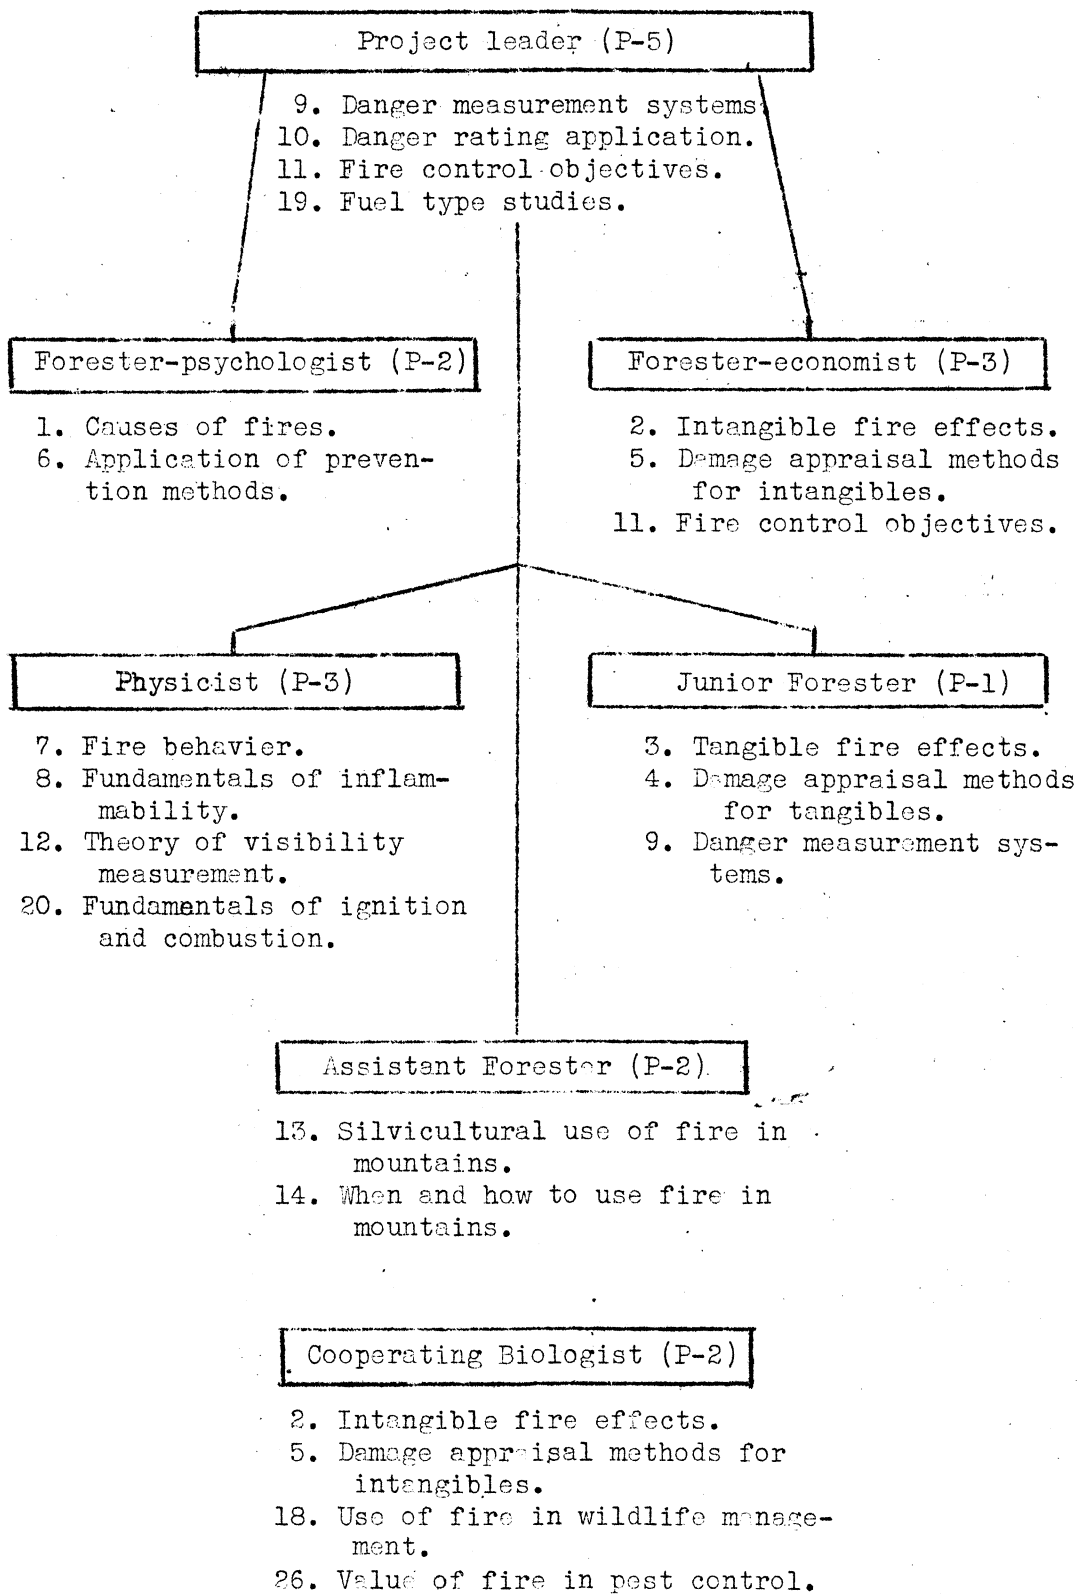 Project leader (P-5)
9. Danger measurement systems
10. Danger rating application.
11. Fire control objectives.
19. Fuel type studies.
Forester-psychologist (P-2)
1. Causes of fires.
6. Application of preven-
tion methods.
Forester-economist (P-3)
2. Intangible fire effects.
5. Damage appraisal methods
for intangibles.
11. Fire control objectives.
Physicist (P-3)
7. Fire behavier.
8. Fundamentals of inflam-
mability.
12. Theory of visibility
measurement.
20. Fundamentals of ignition
and combustion.
Junior Forester (P-1)
3. Tangible fire effects.
4. Damage appraisal methods
for tangibles.
9. Danger measurement sys-
tems.
Assistant Forester (P-2)
13. Silvicultural use of fire in
mountains.
14. When and how to use fire in
mountains.
Cooperating Biologist (P-2)
2. Intangible fire effects.
5. Damage appraisal methods for
intangibles.
18. Use of fire in wildlife manage-
ment.
26. Value of fire in pest control.